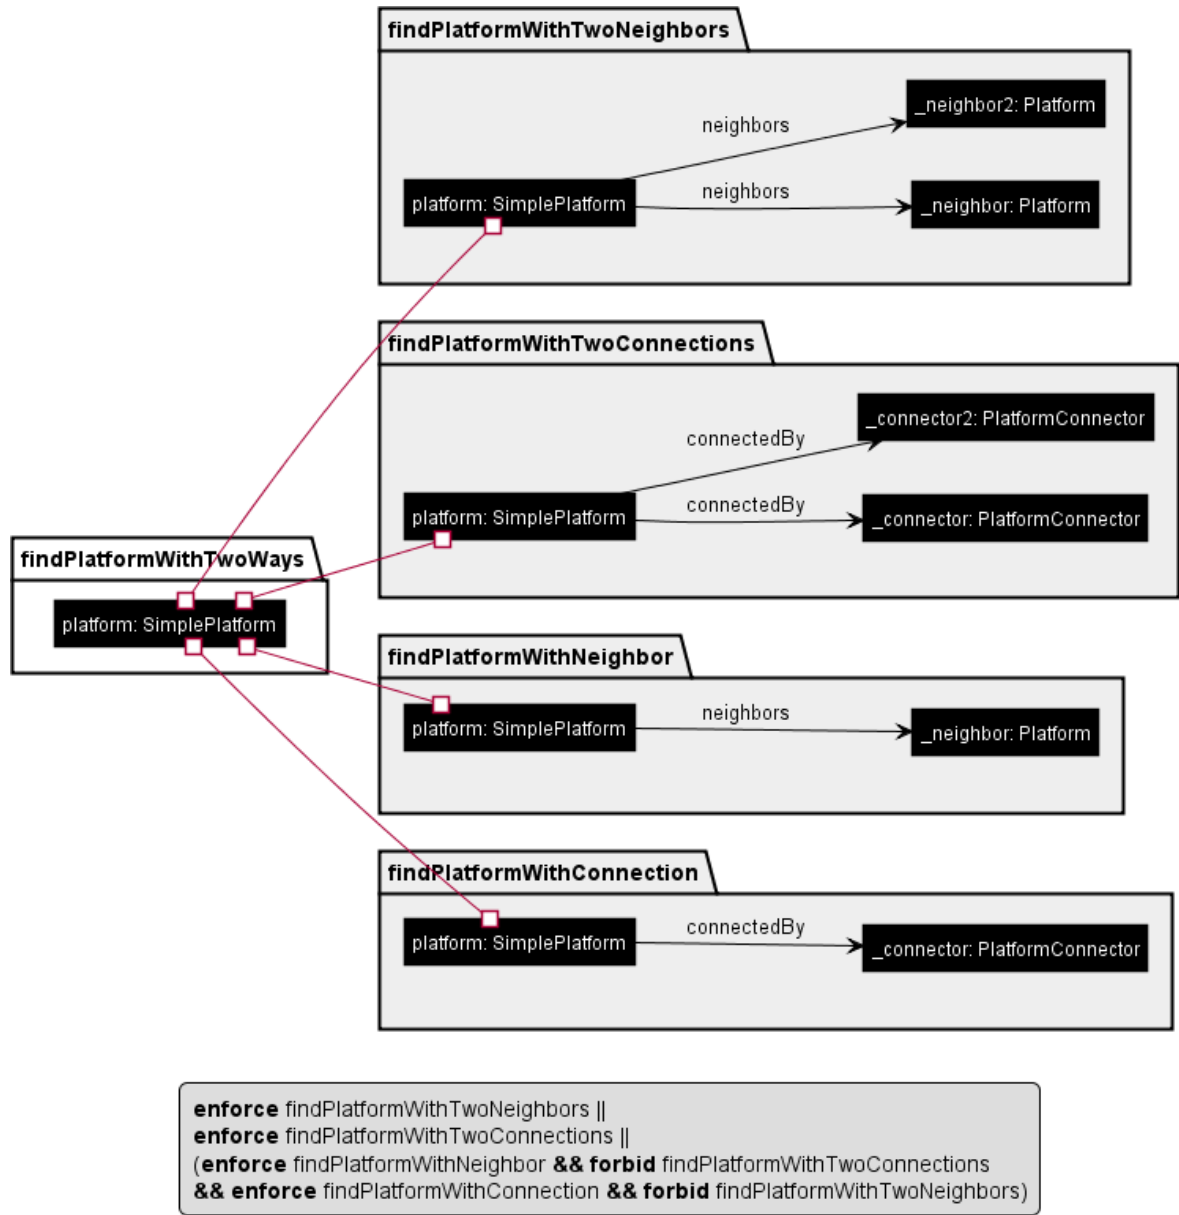 findPlatformWithTwoNeighbors
_neighbor2: Platform
neighbors
platform: SimplePlatform
neighbors
_neighbor: Platform
findPlatformWithTwoConnections
_connector2: PlatformConnector
connectedBy
platform: SimplePlatform
connectedBy
_connector: PlatformConnector
findPlatformWithTwoWays
platform: SimplePlatform
findPlatformWithNeighbor
platform: SimplePlatform
neighbors
_neighbor: Platform
findPlatformWithConnection
platform: SimplePlatform
connectedBy
_connector: PlatformConnector
enforce findPlatformWithTwoNeighbors ||
enforce findPlatformWithTwoConnections ||
(enforce findPlatformWithNeighbor && forbid findPlatformWithTwoConnections
&& enforce findPlatformWithConnection && forbid findPlatformWithTwoNeighbors)